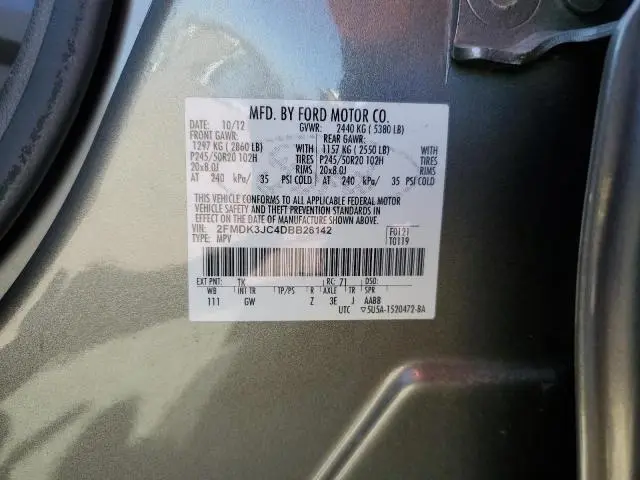 MFD. BY FORD MOTOR CO.
DATE: 10/12 GVWR: 2440 KG ( 5380 LB)
FRONT GAWR: REAR GAWR:
1297 KG ( 2860 LB) WITH 1157 KG ( 2550 LB) WITH
P245/50R20 102H TIRES P245/50R20 102H TIRES
20x8.0J RIMS 20x8.0J RIMS
AT 240 kPa/ 35 PSI COLD AT 240 kPa/ 35 PSI COLD
THIS VEHICLE CONFORMS TO ALL APPLICABLE FEDERAL MOTOR
VEHICLE SAFETY AND THEFT PREVENTION STANDARDS IN
EFFECT ON THE DATE OF MANUFACTURE SHOWN ABOVE.
VIN: 2FMDK3JC4DBB26142 F0121
TYPE: MPV T0119
EXT PNT: TK RC: 71 DSO:
WB INT TR TP/PS R AXLE TR SPR
111 GW Z 3E J AABB
UTC ▽5U5A-1520472-BA